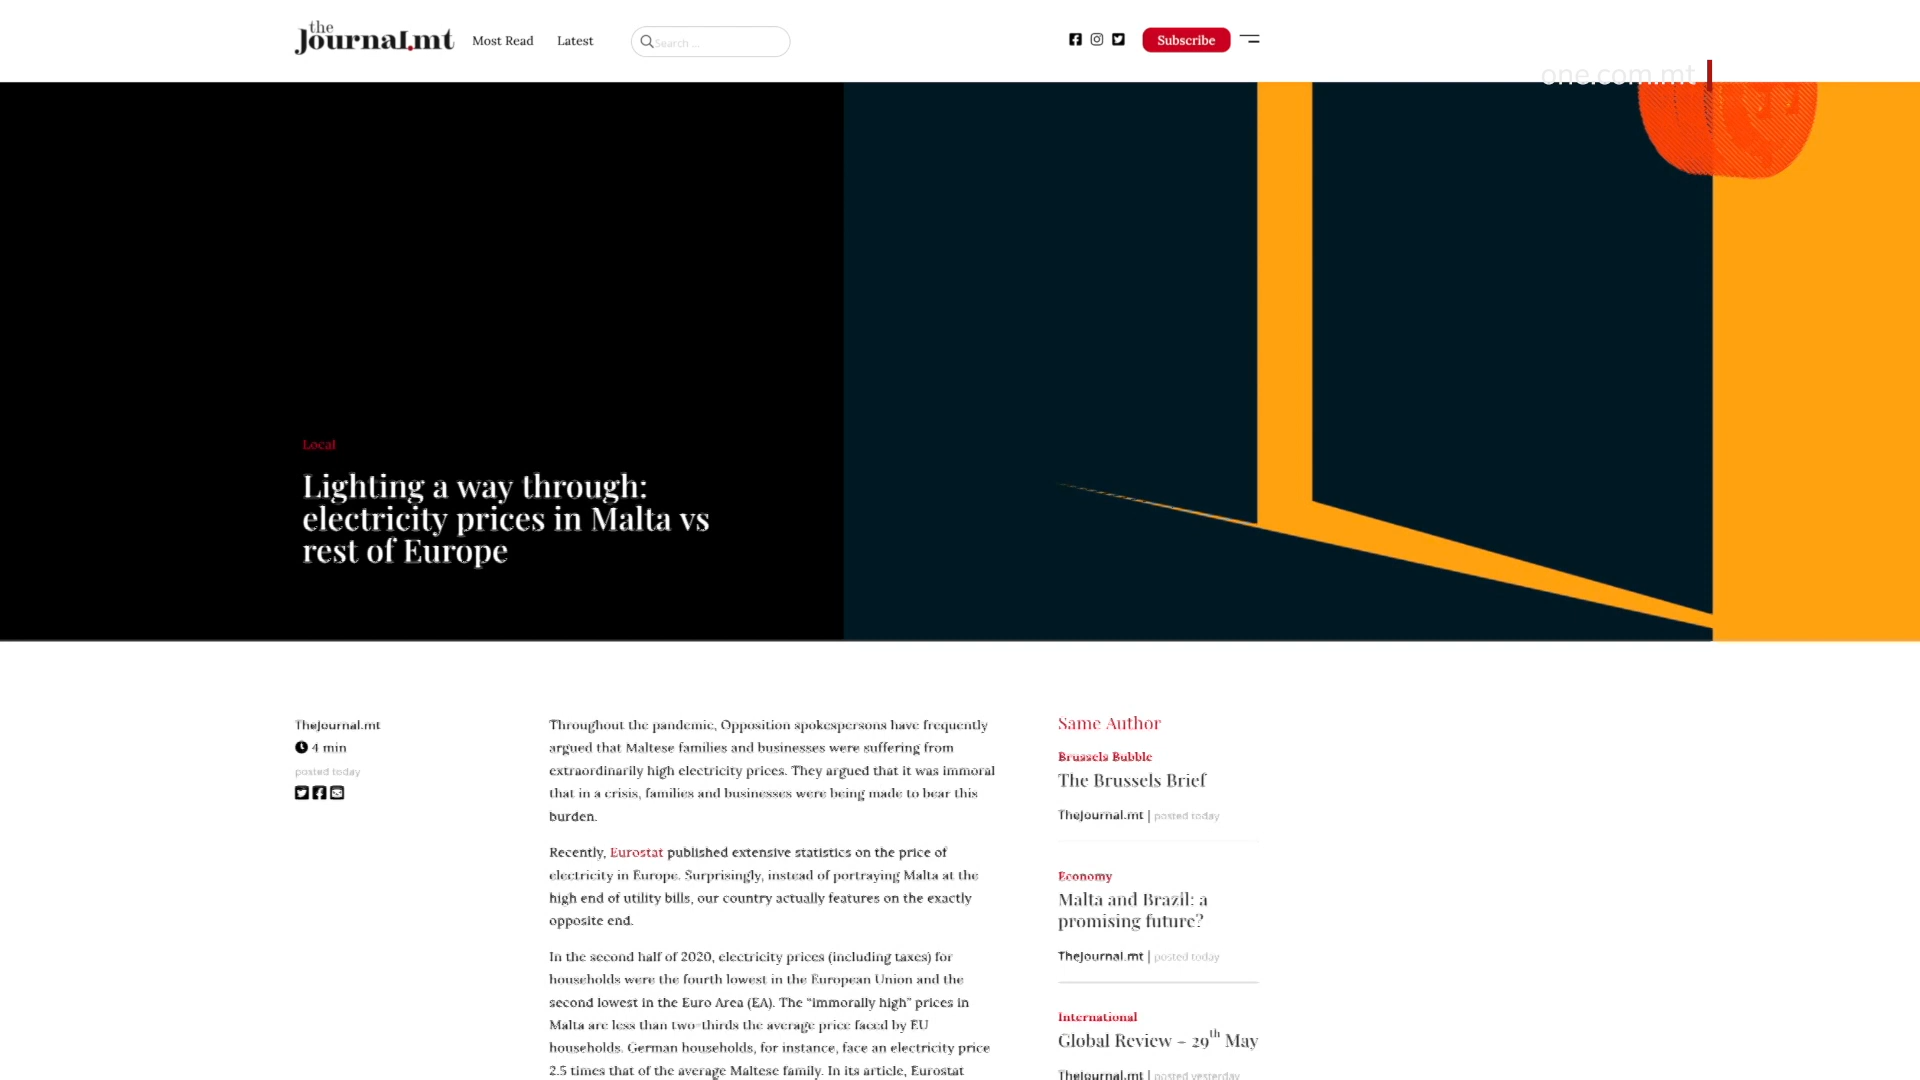 the
Journal.mt
Most Read
Latest
Search ...
Subscribe
one.com.mt
Local
Lighting a way through:
electricity prices in Malta vs
rest of Europe
TheJournal.mt
4 min
posted today
Throughout the pandemic, Opposition spokespersons have frequently
argued that Maltese families and businesses were suffering from
extraordinarily high electricity prices. They argued that it was immoral
that in a crisis, families and businesses were being made to bear this
burden.
Recently, Eurostat published extensive statistics on the price of
electricity in Europe. Surprisingly, instead of portraying Malta at the
high end of utility bills, our country actually features on the exactly
opposite end.
In the second half of 2020, electricity prices (including taxes) for
households were the fourth lowest in the European Union and the
second lowest in the Euro Area (EA). The “immorally high” prices in
Malta are less than two-thirds the average price faced by EU
households. German households, for instance, face an electricity price
2.5 times that of the average Maltese family. In its article, Eurostat
Same Author
Brussels Bubble
The Brussels Brief
TheJournal.mt | posted today
Economy
Malta and Brazil: a
promising future?
TheJournal.mt | posted today
International
Global Review – 29th May
TheJournal.mt | posted yesterday